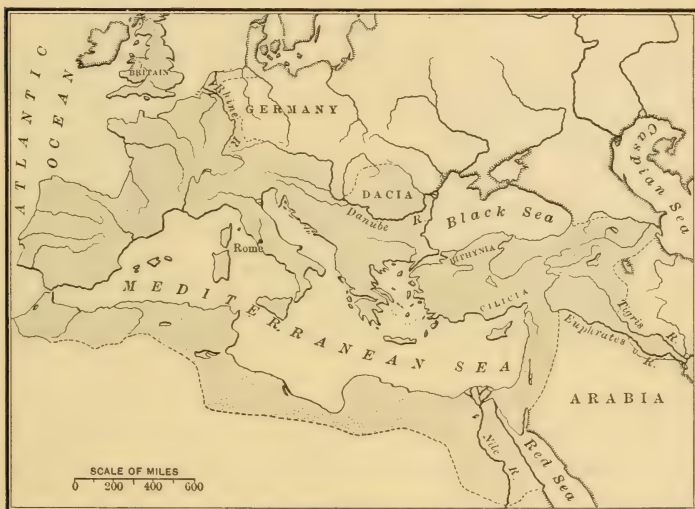 ATLANTIC
OCEAN
BRITAIN
Rhine R.
GERMANY
DACIA
Danube R.
Black Sea
Caspian Sea
Rome
BITHYNIA
CILICIA
MEDITERRANEAN SEA
Tigris R.
Euphrates R.
ARABIA
Nile R.
Red Sea
SCALE OF MILES
0 200 400 600